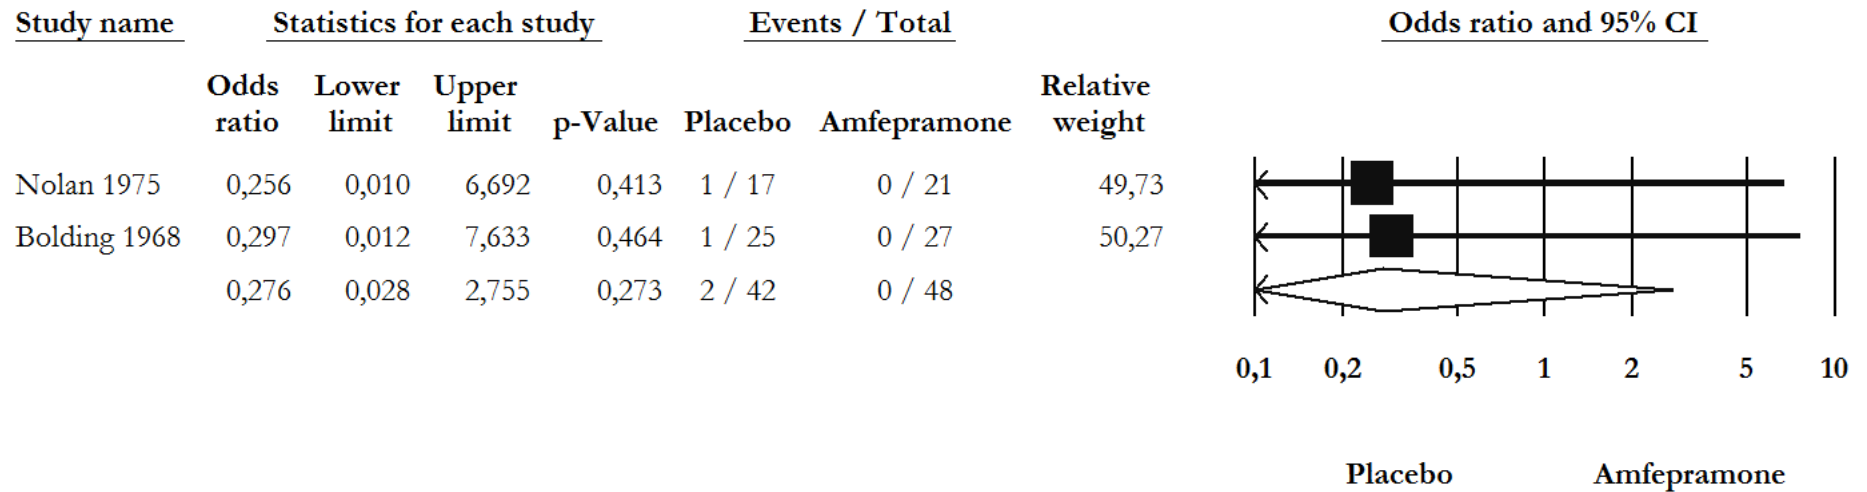 Study name Statistics for each study Events / Total Odds ratio and 95% CI
Odds ratio Lower limit Upper limit p-Value Placebo Amfepramone Relative weight
Nolan 1975 0,256 0,010 6,692 0,413 1 / 17 0 / 21 49,73
Bolding 1968 0,297 0,012 7,633 0,464 1 / 25 0 / 27 50,27
0,276 0,028 2,755 0,273 2 / 42 0 / 48
0,1 0,2 0,5 1 2 5 10
Placebo Amfepramone